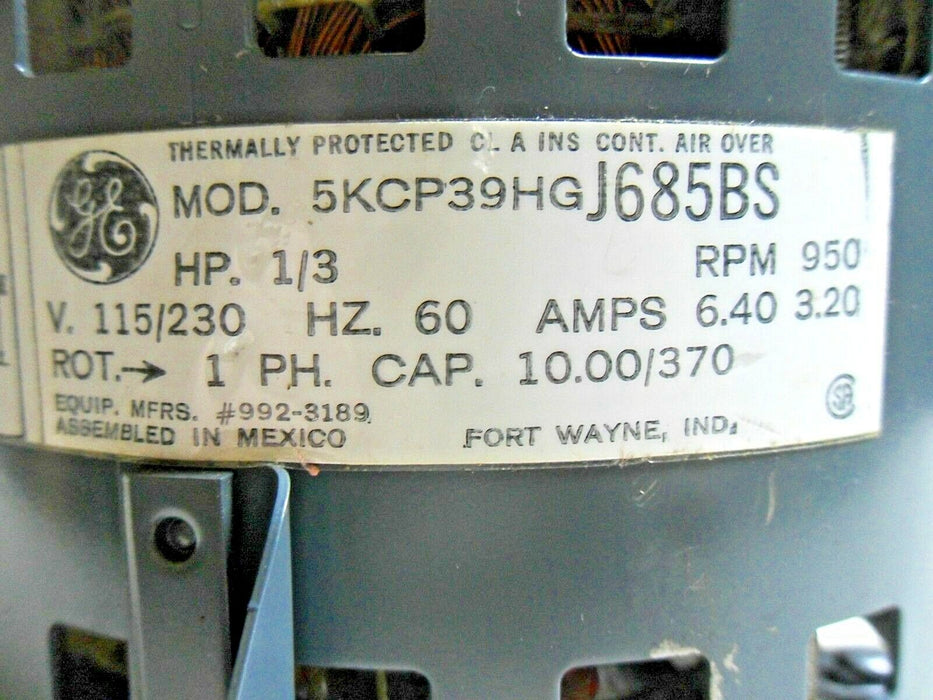 THERMALLY PROTECTED CL A INS CONT. AIR OVER
GE
MOD. 5KCP39HGJ685BS
HP. 1/3 RPM 950
V. 115/230 HZ. 60 AMPS 6.40 3.20
ROT.→ 1 PH. CAP. 10.00/370
EQUIP. MFRS. #992-3189
SA
ASSEMBLED IN MEXICO FORT WAYNE, IND.